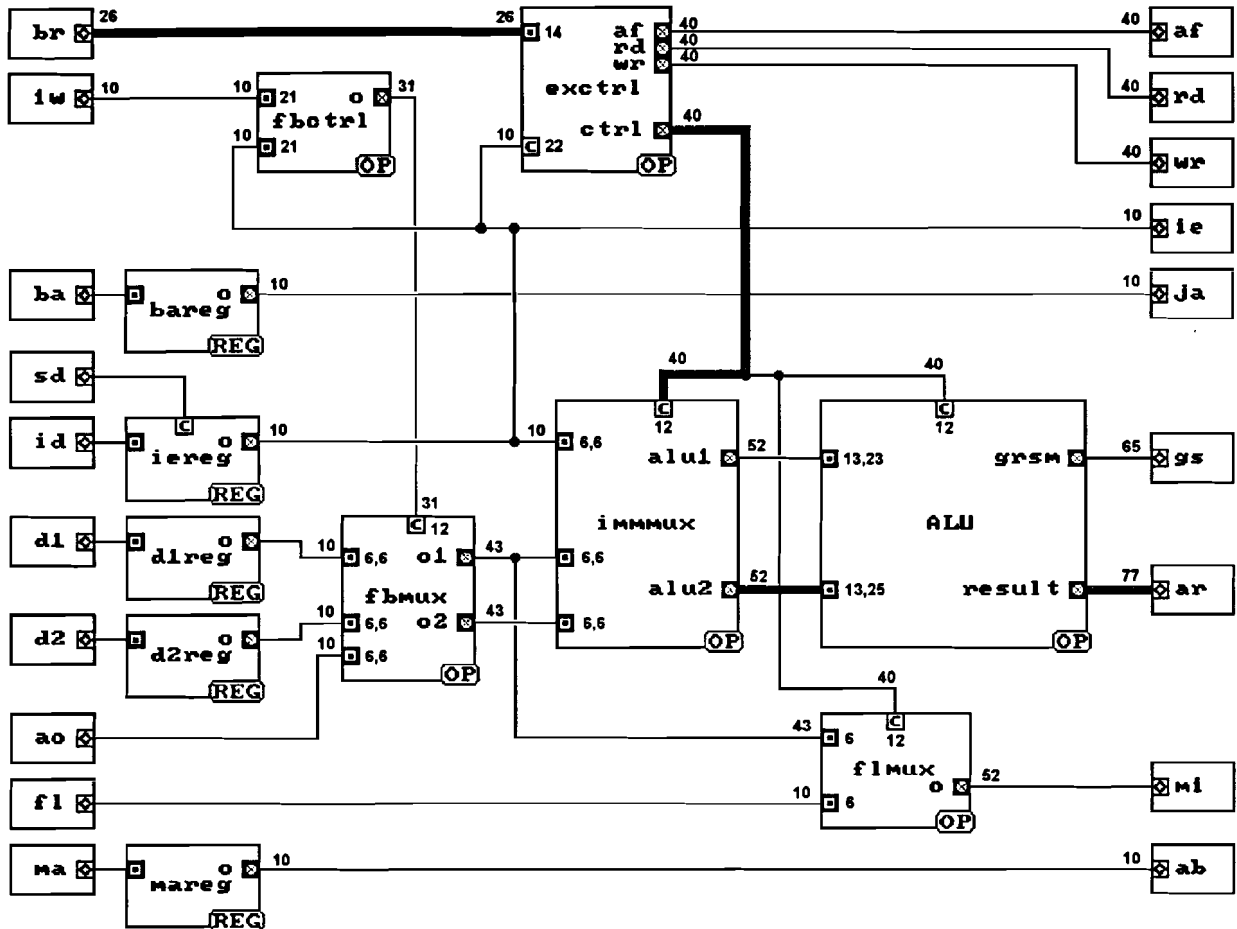 br
26
26
14
af
40
40
af
rd
40
wr
40
exctrl
40
rd
iw
10
10
21
o
31
fbctrl
10
21
OP
ctrl
40
10
C
22
OP
40
wr
10
ie
ba
o
10
bareg
REG
10
ja
sd
C
id
o
10
iereg
REG
40
40
10
6,6
C
12
alu1
52
immmux
6,6
alu2
52
6,6
OP
C
12
13,23
grsm
65
gs
ALU
13,25
result
77
ar
OP
d1
o
10
d1reg
REG
31
C
12
6,6
o1
43
fbmux
d2
o
10
d2reg
REG
6,6
o2
43
10
6,6
OP
ao
40
43
6
C
12
flmux
o
52
mi
fl
10
6
OP
ma
o
10
mareg
REG
10
ab